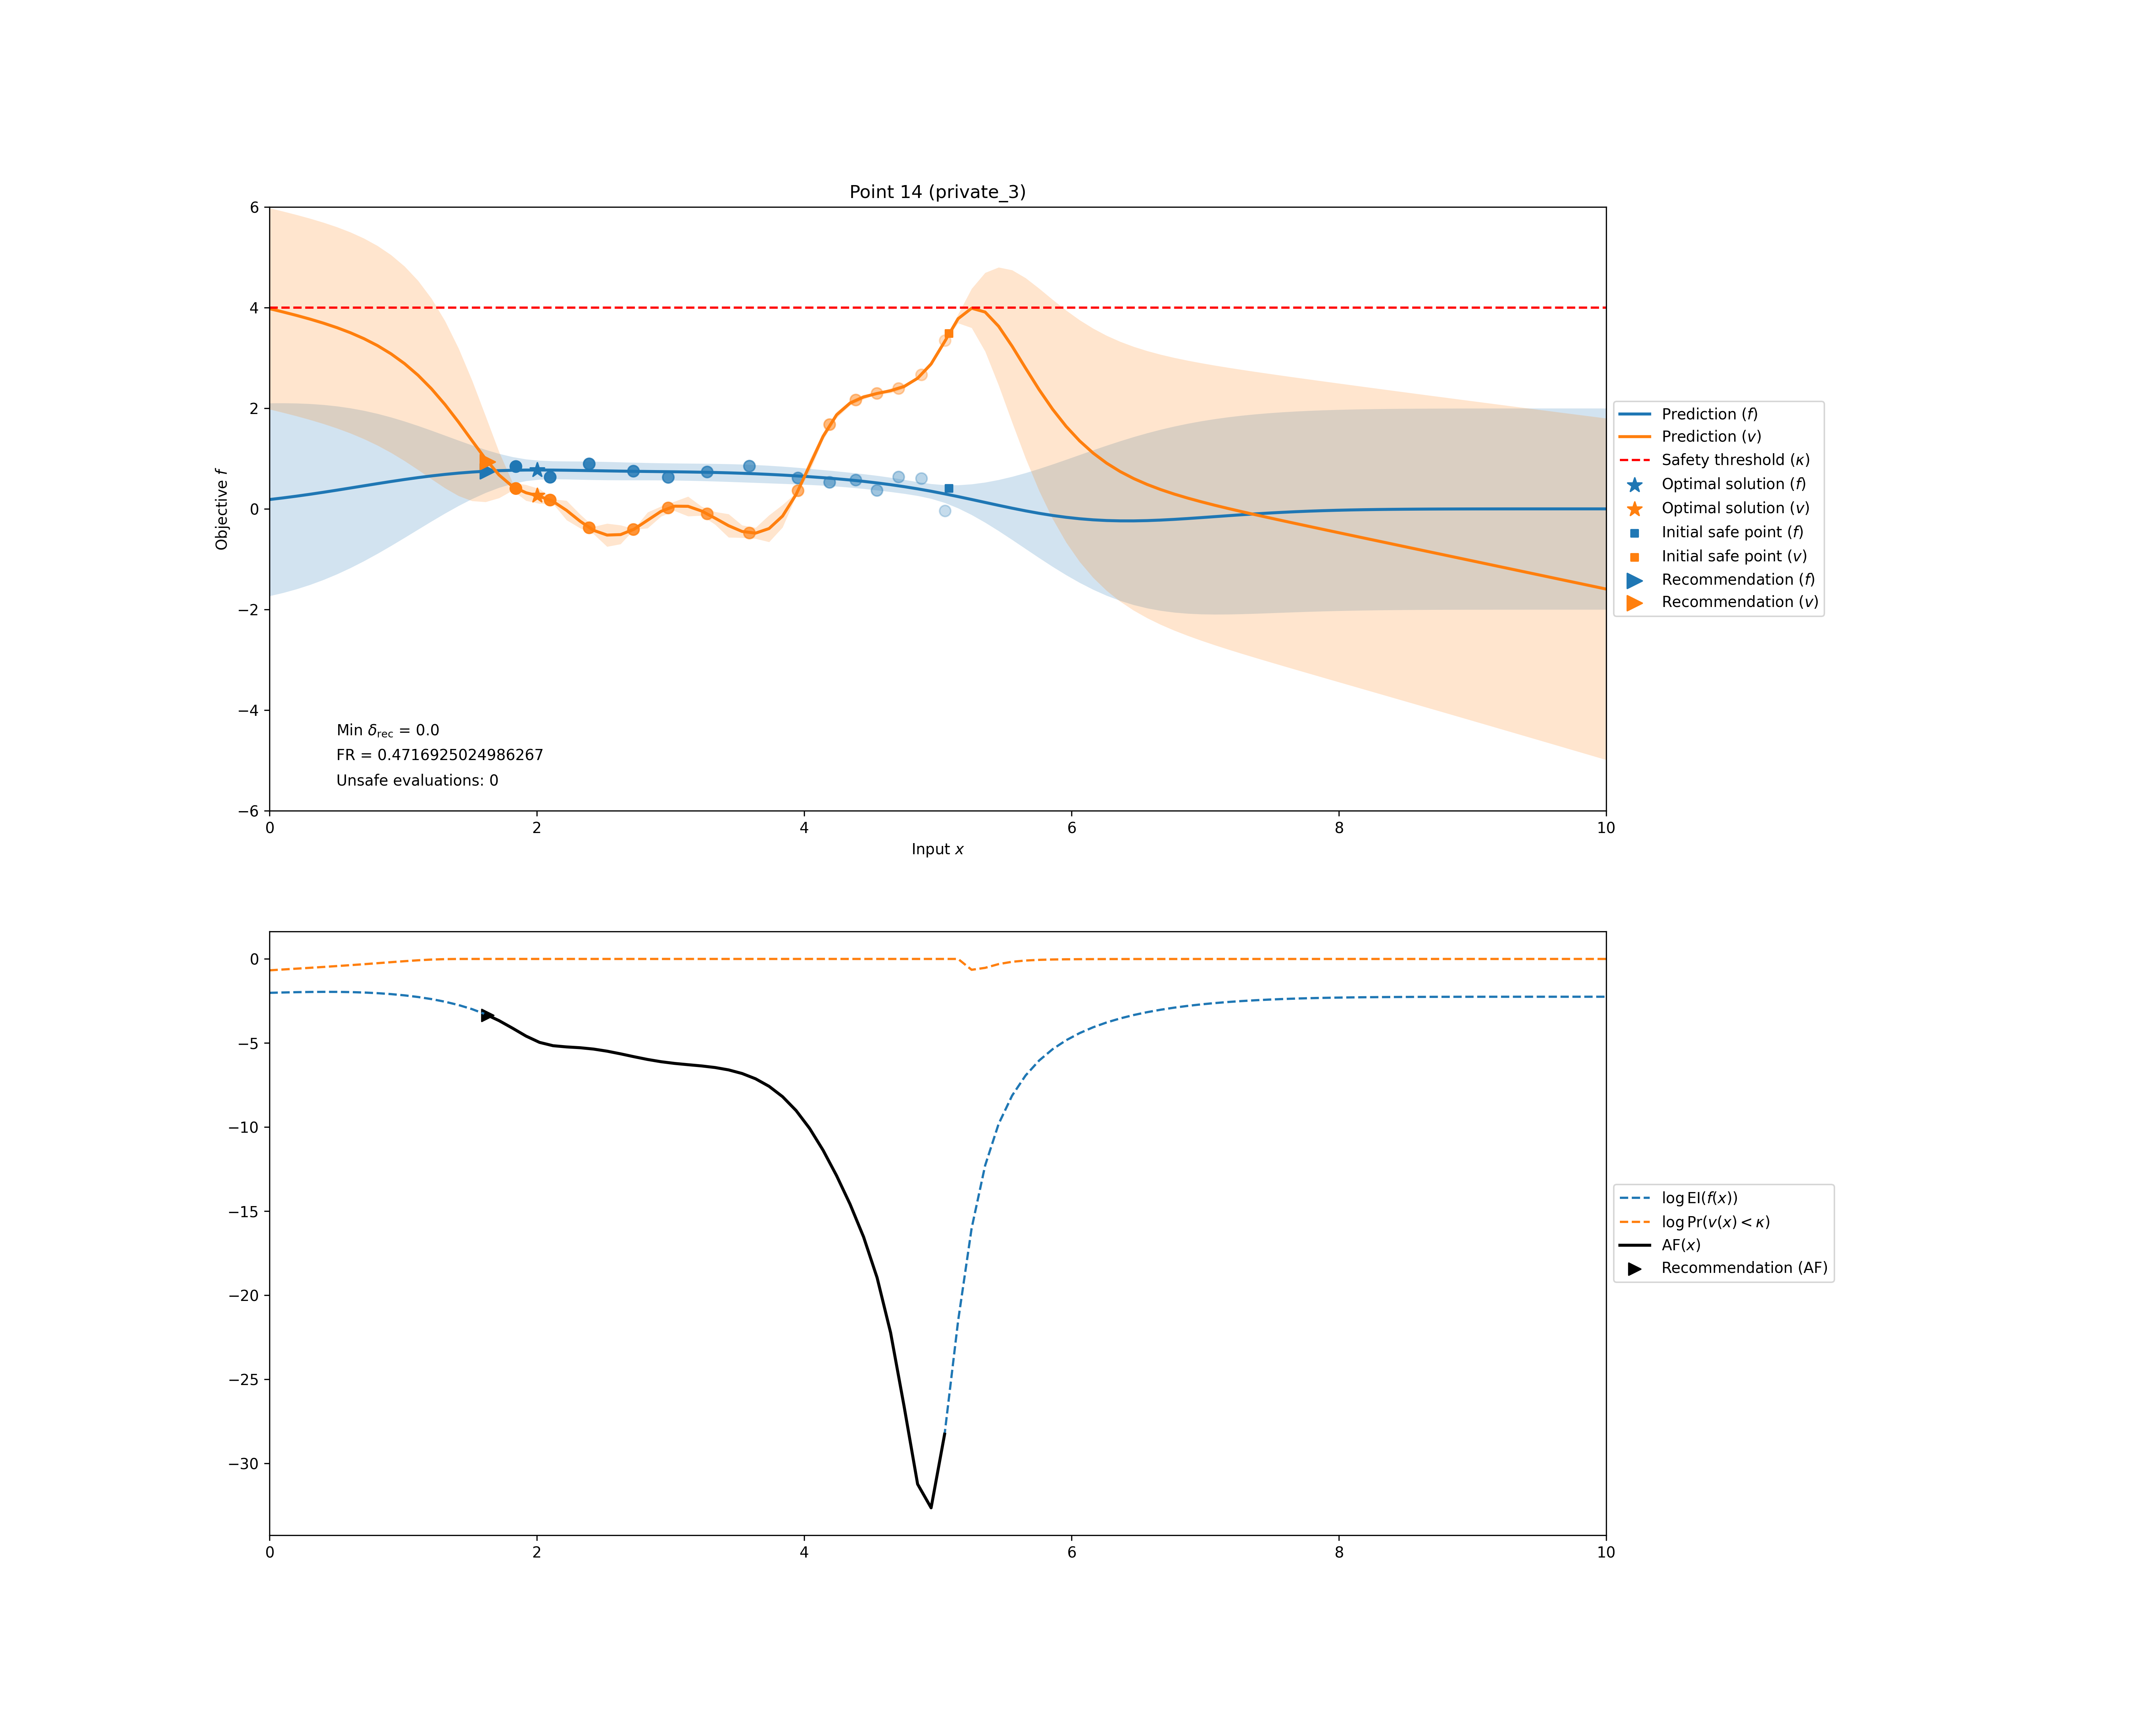 Point 14 (private_3)
6
4
2
0
−2
−4
−6
Objective f
Min δrec = 0.0
FR = 0.4716925024986267
Unsafe evaluations: 0
0 2 4 6 8 10
Input x
Prediction (f)
Prediction (v)
Safety threshold (κ)
Optimal solution (f)
Optimal solution (v)
Initial safe point (f)
Initial safe point (v)
Recommendation (f)
Recommendation (v)
0
−5
−10
−15
−20
−25
−30
0 2 4 6 8 10
log EI(f(x))
log Pr(v(x) < κ)
AF(x)
Recommendation (AF)